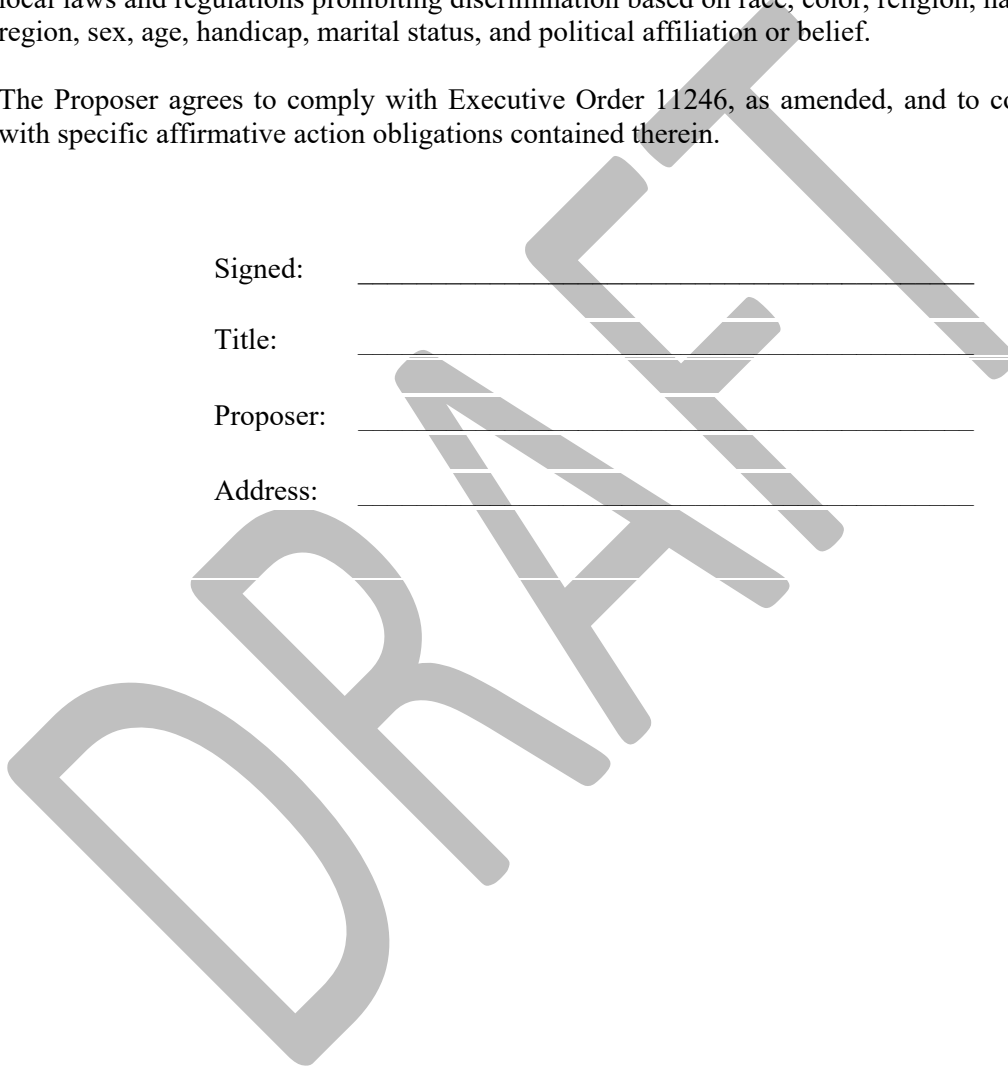 local laws and regulations prohibiting discrimination based on race, color, religion,
region, sex, age, handicap, marital status, and political affiliation or belief.
The Proposer agrees to comply with Executive Order 11246, as amended, and to
with specific affirmative action obligations contained therein.
Signed:
Title:
Proposer:
Address:
DRAFT